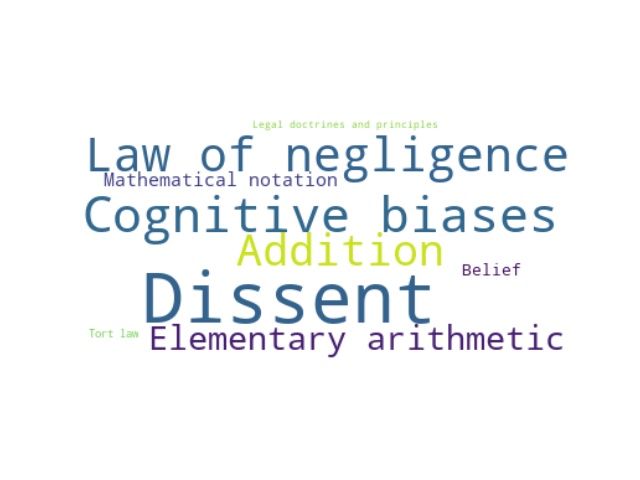 Legal doctrines and principles
Law of negligence
Mathematical notation
Cognitive biases
Addition
Belief
Dissent
Tort law
Elementary arithmetic